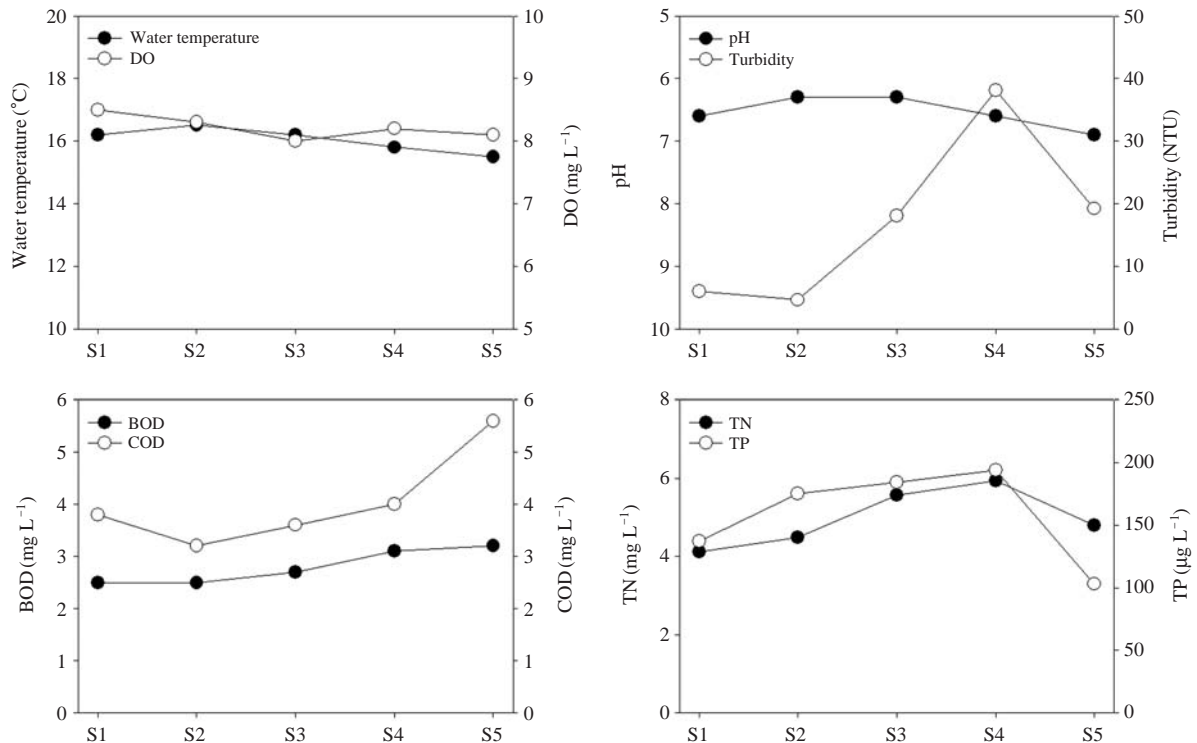 Water temperature
DO
20
18
16
14
12
10
Water temperature (°C)
10
9
8
7
6
5
DO (mg L⁻¹)
S1 S2 S3 S4 S5
pH
Turbidity
5
6
7
8
9
10
pH
50
40
30
20
10
0
Turbidity (NTU)
S1 S2 S3 S4 S5
BOD
COD
6
5
4
3
2
1
0
BOD (mg L⁻¹)
6
5
4
3
2
1
0
COD (mg L⁻¹)
S1 S2 S3 S4 S5
TN
TP
8
6
4
2
0
TN (mg L⁻¹)
250
200
150
100
50
0
TP (µg L⁻¹)
S1 S2 S3 S4 S5